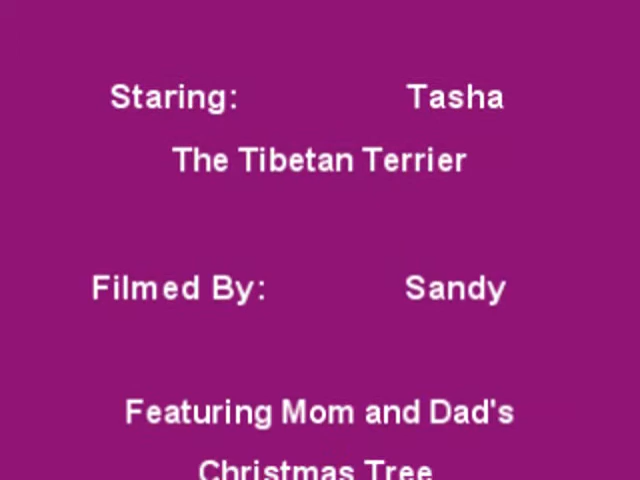 Staring: Tasha
The Tibetan Terrier
Filmed By: Sandy
Featuring Mom and Dad's
Christmas Tree